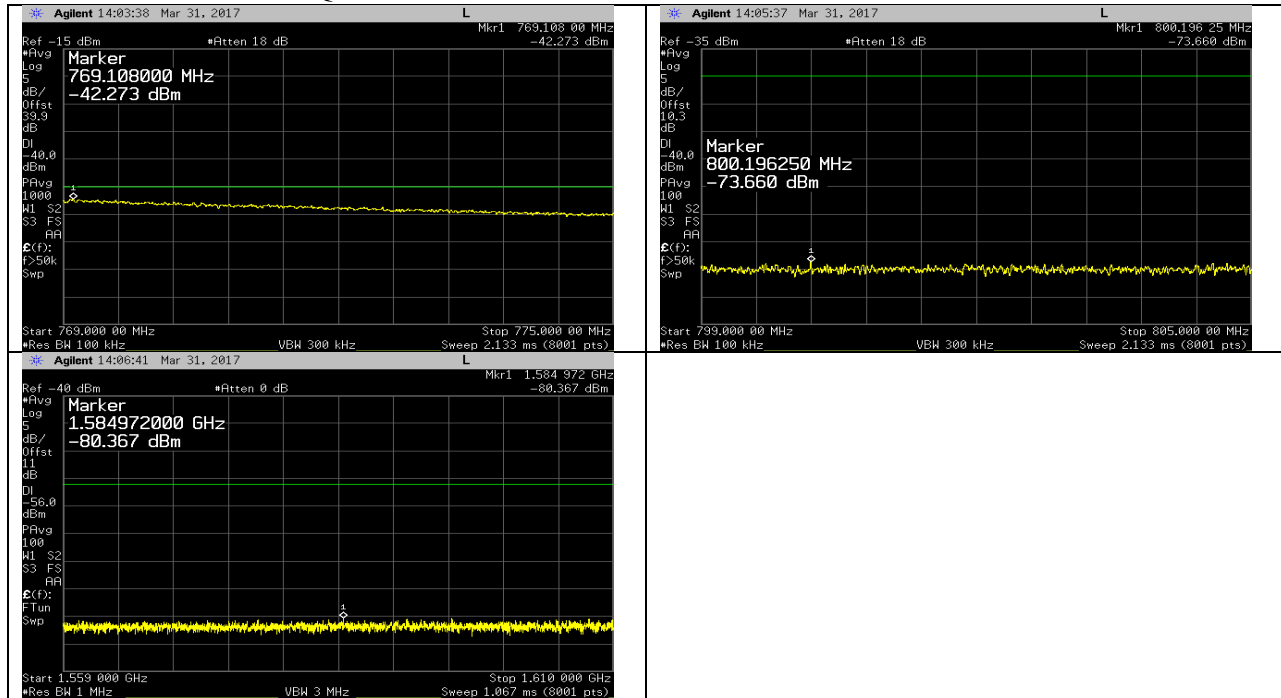 Agilent 14:03:38 Mar 31, 2017 L
Mkr1 769.108 00 MHz
Ref -15 dBm #Atten 18 dB -42.273 dBm
#Avg
Log
5
dB/
Offst
39.9
dB
DI
-40.0
dBm
PAvg
1000
W1 S2
S3 FS
AA
£(f):
f>50k
Swp
Marker
769.108000 MHz
-42.273 dBm
1
Start 769.000 00 MHz Stop 775.000 00 MHz
#Res BW 100 kHz VBW 300 kHz Sweep 2.133 ms (8001 pts)
Agilent 14:05:37 Mar 31, 2017 L
Mkr1 800.196 25 MHz
Ref -35 dBm #Atten 18 dB -73.660 dBm
#Avg
Log
5
dB/
Offst
10.3
dB
DI
-40.0
dBm
PAvg
100
W1 S2
S3 FS
AA
£(f):
f>50k
Swp
Marker
800.196250 MHz
-73.660 dBm
1
Start 799.000 00 MHz Stop 805.000 00 MHz
#Res BW 100 kHz VBW 300 kHz Sweep 2.133 ms (8001 pts)
Agilent 14:06:41 Mar 31, 2017 L
Mkr1 1.584 972 GHz
Ref -40 dBm #Atten 0 dB -80.367 dBm
#Avg
Log
5
dB/
Offst
11
dB
DI
-56.0
dBm
PAvg
100
W1 S2
S3 FS
AA
£(f):
FTun
Swp
Marker
1.584972000 GHz
-80.367 dBm
1
Start 1.559 000 GHz Stop 1.610 000 GHz
#Res BW 1 MHz VBW 3 MHz Sweep 1.067 ms (8001 pts)